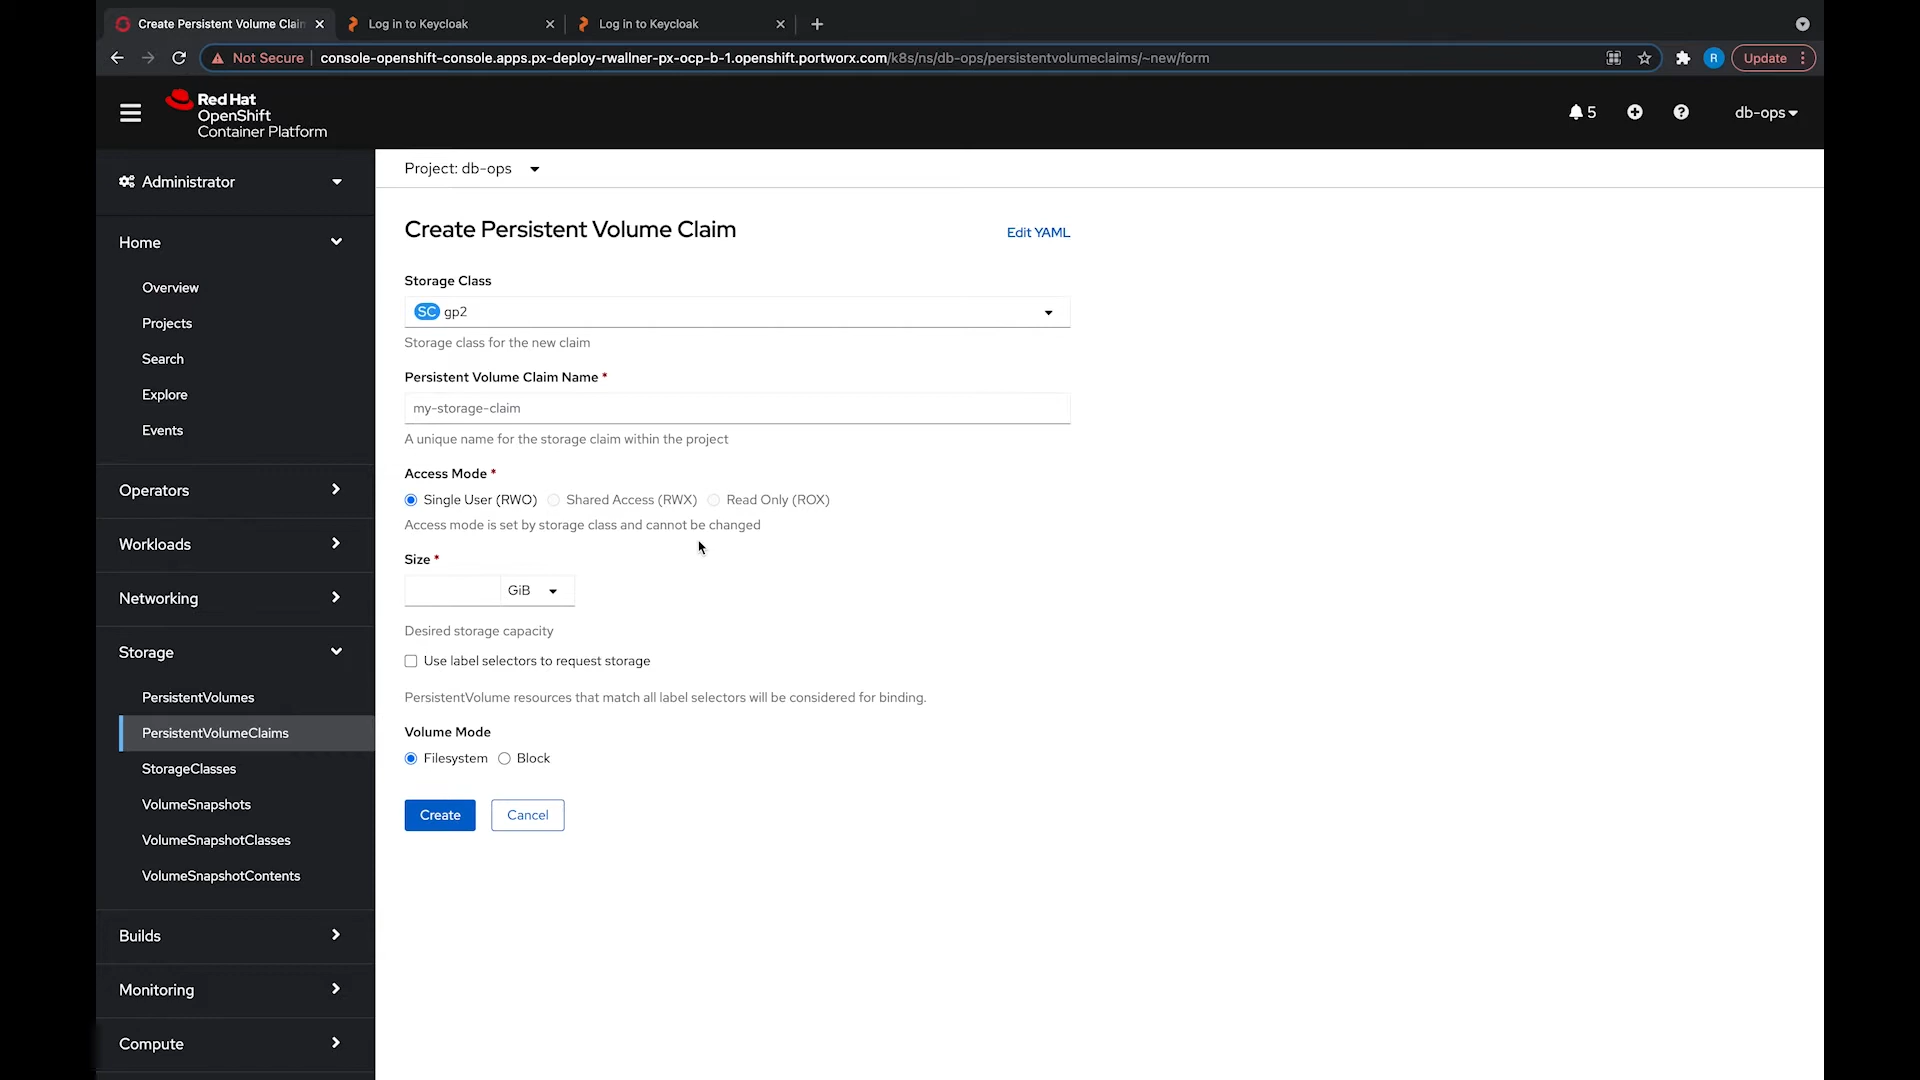 Create Persistent Volume Clain
Log in to Keycloak
Log in to Keycloak
Not Secure
console-openshift-console.apps.px-deploy-rwallner-px-ocp-b-1.openshift.portworx.com/k8s/ns/db-ops/persistentvolumeclaims/~new/form
R
Update
Red Hat
OpenShift
Container Platform
5
db-ops
Administrator
Home
Overview
Projects
Search
Explore
Events
Operators
Workloads
Networking
Storage
PersistentVolumes
PersistentVolumeClaims
StorageClasses
VolumeSnapshots
VolumeSnapshotClasses
VolumeSnapshotContents
Builds
Monitoring
Compute
Project: db-ops
Create Persistent Volume Claim
Edit YAML
Storage Class
SC gp2
Storage class for the new claim
Persistent Volume Claim Name *
my-storage-claim
A unique name for the storage claim within the project
Access Mode *
Single User (RWO) Shared Access (RWX) Read Only (ROX)
Access mode is set by storage class and cannot be changed
Size *
GiB
Desired storage capacity
Use label selectors to request storage
PersistentVolume resources that match all label selectors will be considered for binding.
Volume Mode
Filesystem Block
Create Cancel